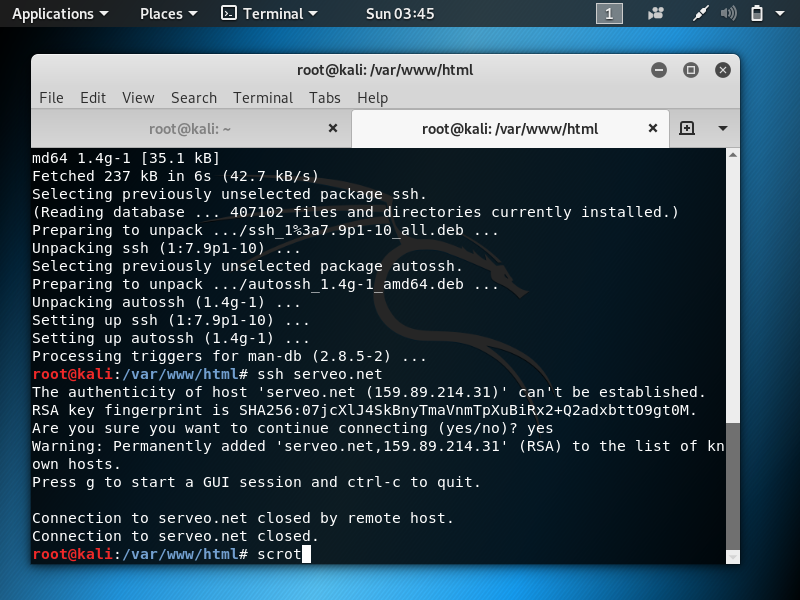 Applications Places Terminal Sun 03:45 1
root@kali: /var/www/html
File Edit View Search Terminal Tabs Help
root@kali: ~ root@kali: /var/www/html
md64 1.4g-1 [35.1 kB]
Fetched 237 kB in 6s (42.7 kB/s)
Selecting previously unselected package ssh.
(Reading database ... 407102 files and directories currently installed.)
Preparing to unpack .../ssh_1%3a7.9p1-10_all.deb ...
Unpacking ssh (1:7.9p1-10) ...
Selecting previously unselected package autossh.
Preparing to unpack .../autossh_1.4g-1_amd64.deb ...
Unpacking autossh (1.4g-1) ...
Setting up ssh (1:7.9p1-10) ...
Setting up autossh (1.4g-1) ...
Processing triggers for man-db (2.8.5-2) ...
root@kali:/var/www/html# ssh serveo.net
The authenticity of host 'serveo.net (159.89.214.31)' can't be established.
RSA key fingerprint is SHA256:07jcXlJ4SkBnyTmaVnmTpXuBiRx2+Q2adxbttO9gt0M.
Are you sure you want to continue connecting (yes/no)? yes
Warning: Permanently added 'serveo.net,159.89.214.31' (RSA) to the list of kn
own hosts.
Press g to start a GUI session and ctrl-c to quit.
Connection to serveo.net closed by remote host.
Connection to serveo.net closed.
root@kali:/var/www/html# scrot